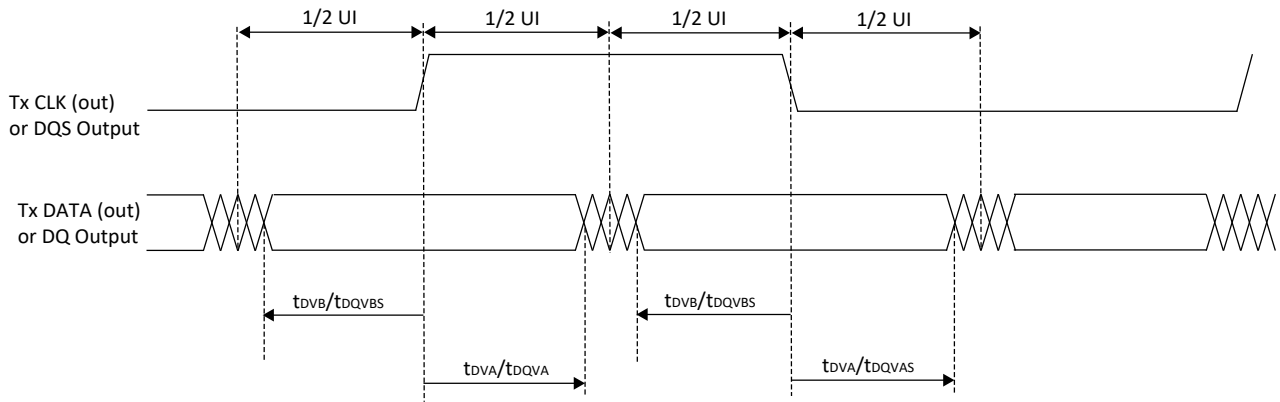 1/2 UI 1/2 UI 1/2 UI 1/2 UI
Tx CLK (out)
or DQS Output
Tx DATA (out)
or DQ Output
tDVB/tDQVBS tDVB/tDQVBS
tDVA/tDQVA tDVA/tDQVAS